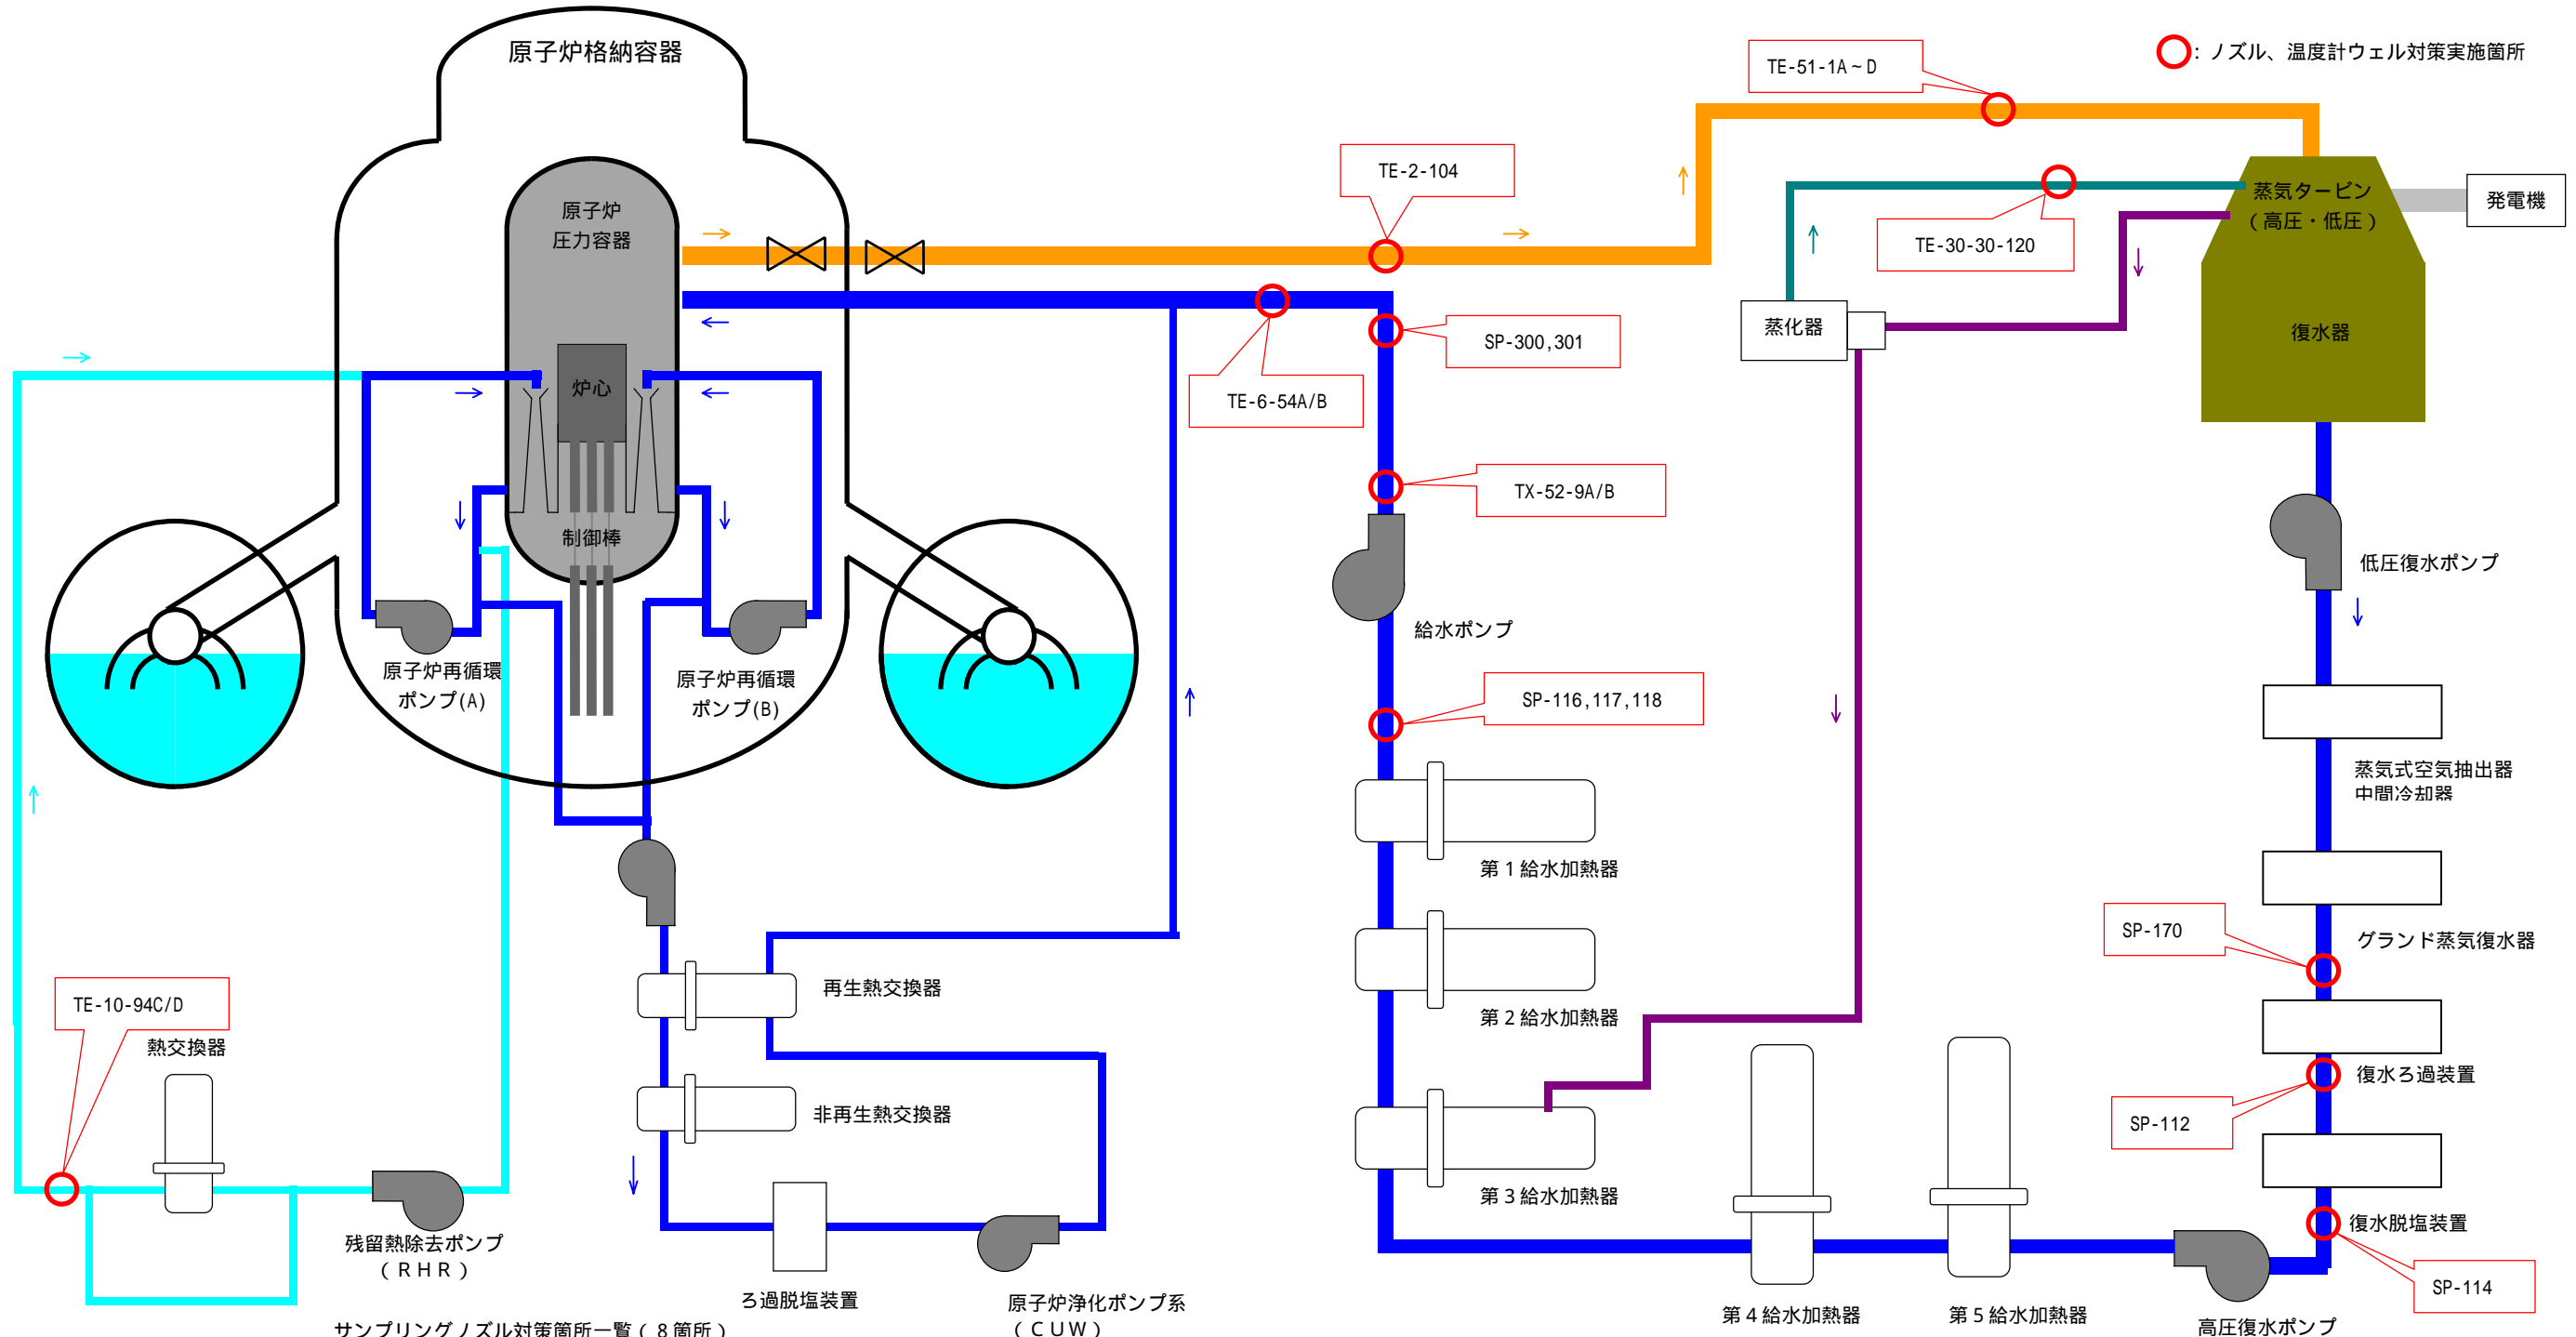 原子炉格納容器
○: ノズル、温度計ウェル対策実施箇所
TE-51-1A～D
TE-2-104
蒸気タービン
(高圧・低圧)
発電機
原子炉
圧力容器
TE-30-30-120
蒸化器
復水器
SP-300,301
炉心
TE-6-54A/B
TX-52-9A/B
制御棒
低圧復水ポンプ
給水ポンプ
原子炉再循環
ポンプ(A)
原子炉再循環
ポンプ(B)
SP-116,117,118
蒸気式空気抽出器
中間冷却器
第1給水加熱器
SP-170
グランド蒸気復水器
再生熱交換器
TE-10-94C/D
熱交換器
第2給水加熱器
復水ろ過装置
非再生熱交換器
SP-112
第3給水加熱器
復水脱塩装置
残留熱除去ポンプ
(RHR)
SP-114
ろ過脱塩装置
原子炉浄化ポンプ系
(CUW)
第4給水加熱器
第5給水加熱器
高圧復水ポンプ
サンプリングノズル対策箇所一覧(8箇所)